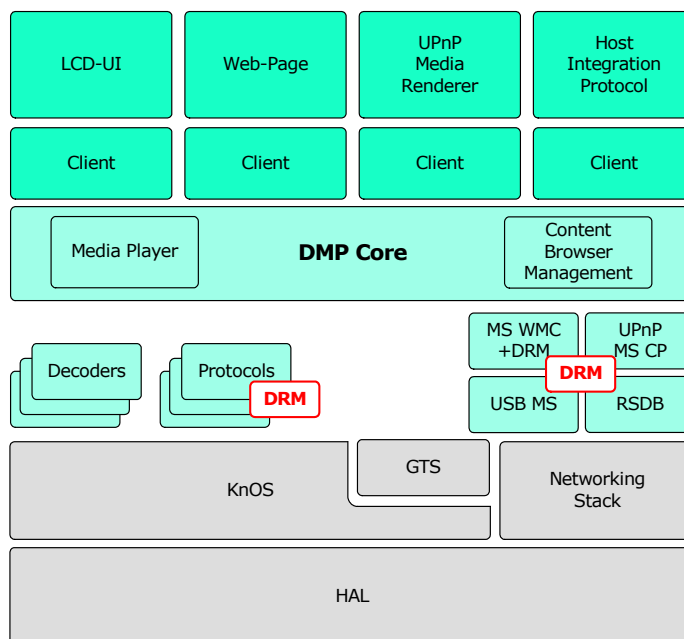 LCD-UI
Web-Page
UPnP
Media
Renderer
Host
Integration
Protocol
Client
Client
Client
Client
Media Player
DMP Core
Content
Browser
Management
MS WMC
+DRM
UPnP
MS CP
DRM
USB MS
RSDB
Decoders
Protocols
DRM
KnOS
GTS
Networking
Stack
HAL